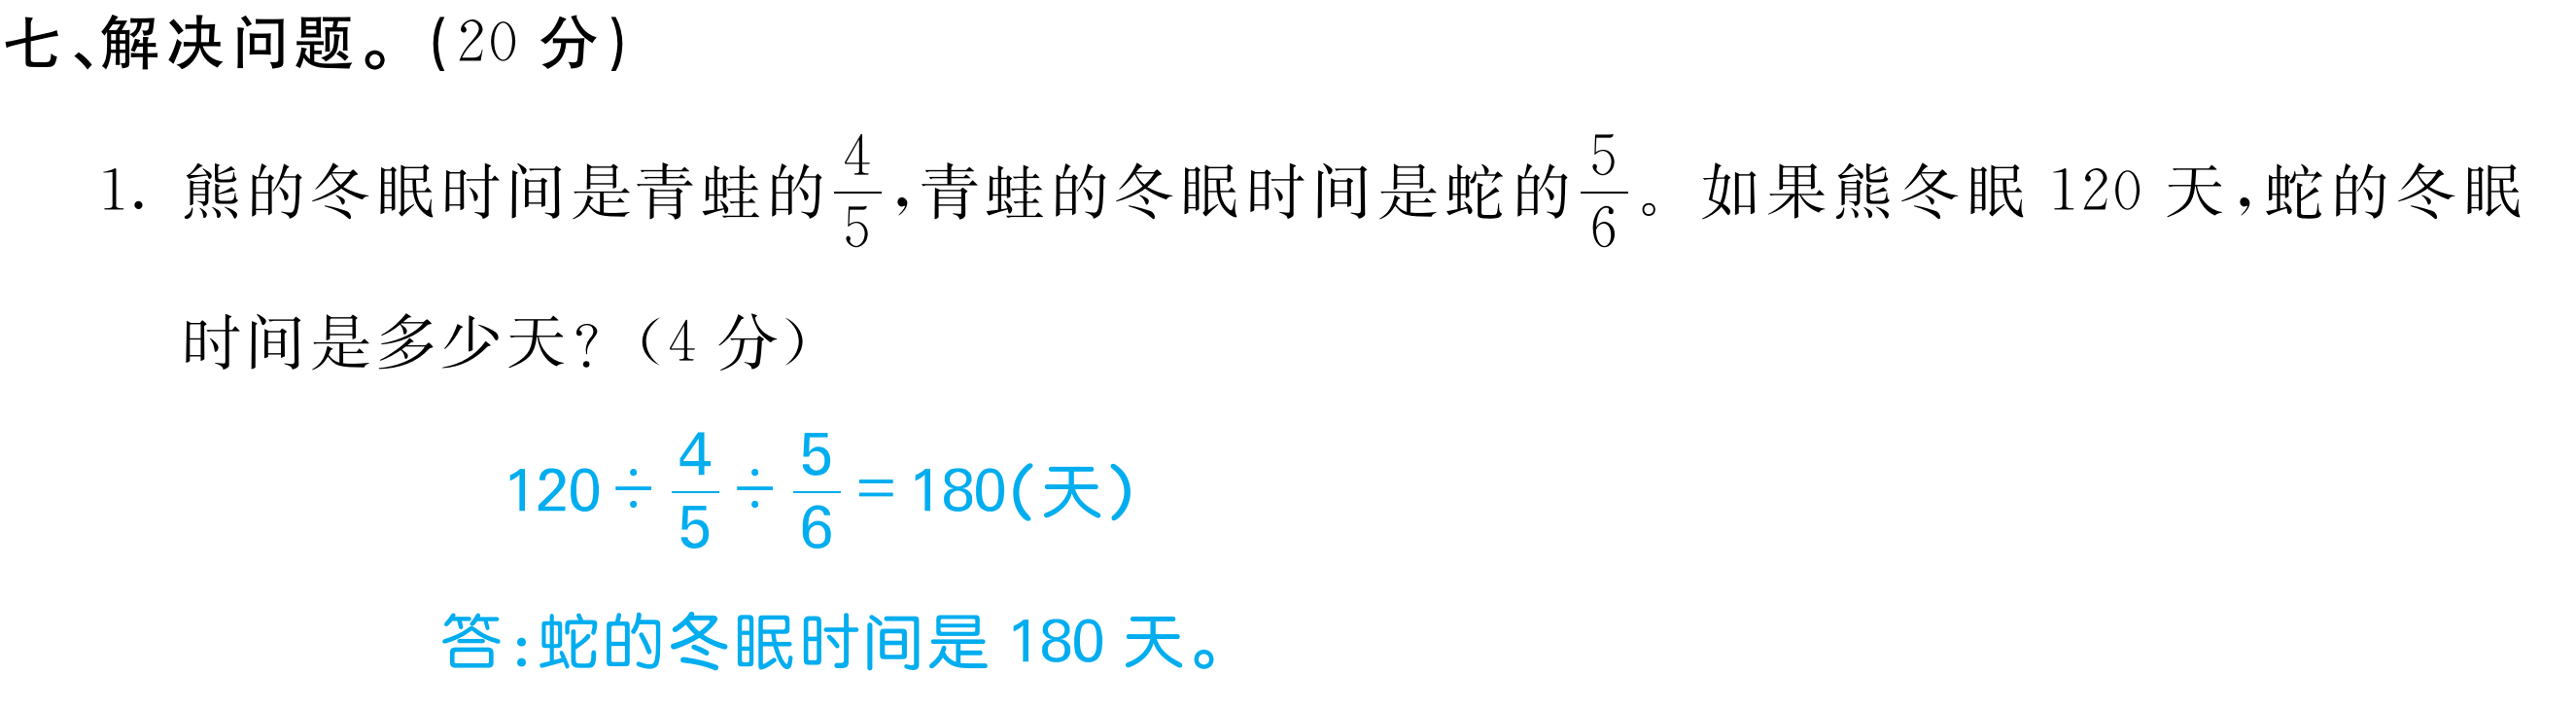 七、解决问题。(20 分)
1. 熊的冬眠时间是青蛙的4/5,青蛙的冬眠时间是蛇的5/6。如果熊冬眠 120 天,蛇的冬眠
时间是多少天?(4 分)
120÷4/5÷5/6=180(天)
答:蛇的冬眠时间是 180 天。